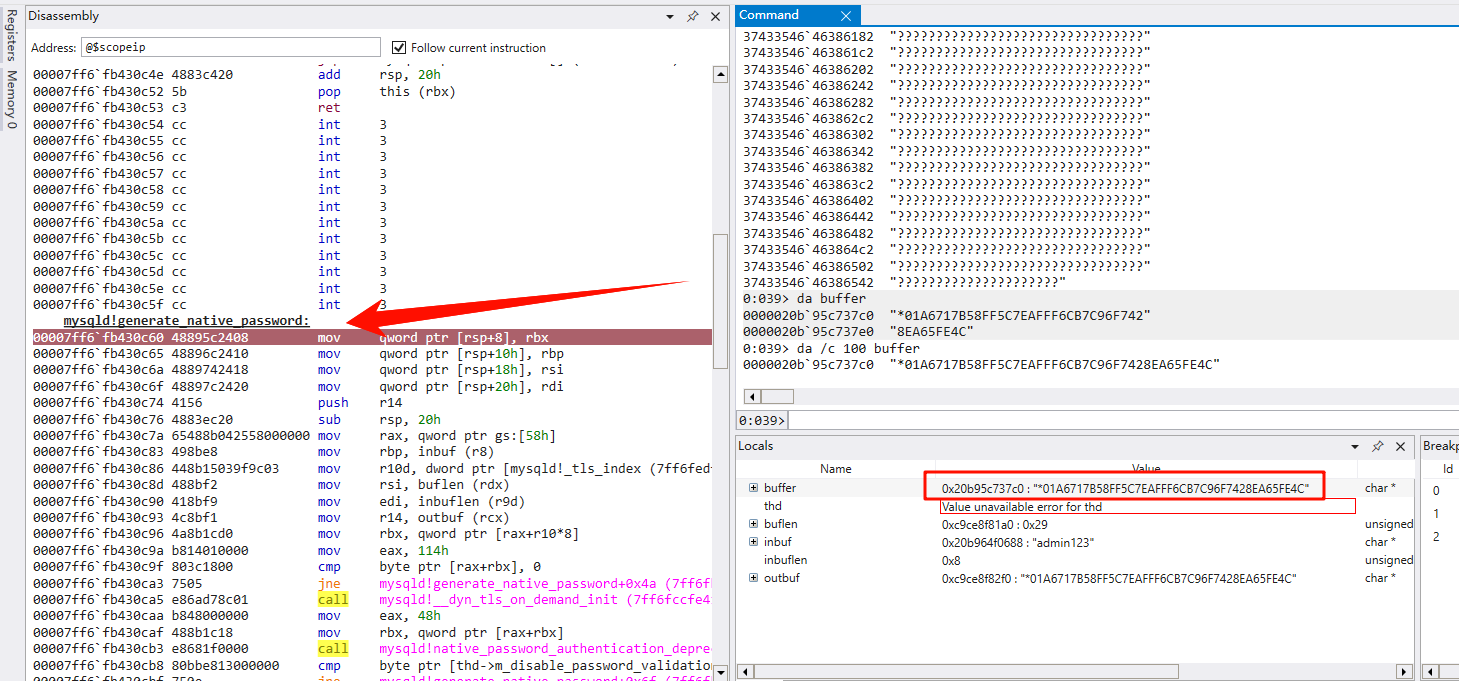 Registers
Memory 0
Disassembly
Address: @$scopeip Follow current instruction
00007ff6`fb430c4e 4883c420 add rsp, 20h
00007ff6`fb430c52 5b pop this (rbx)
00007ff6`fb430c53 c3 ret
00007ff6`fb430c54 cc int 3
00007ff6`fb430c55 cc int 3
00007ff6`fb430c56 cc int 3
00007ff6`fb430c57 cc int 3
00007ff6`fb430c58 cc int 3
00007ff6`fb430c59 cc int 3
00007ff6`fb430c5a cc int 3
00007ff6`fb430c5b cc int 3
00007ff6`fb430c5c cc int 3
00007ff6`fb430c5d cc int 3
00007ff6`fb430c5e cc int 3
00007ff6`fb430c5f cc int 3
mysqld!generate_native_password:
00007ff6`fb430c60 48895c2408 mov qword ptr [rsp+8], rbx
00007ff6`fb430c65 48896c2410 mov qword ptr [rsp+10h], rbp
00007ff6`fb430c6a 4889742418 mov qword ptr [rsp+18h], rsi
00007ff6`fb430c6f 48897c2420 mov qword ptr [rsp+20h], rdi
00007ff6`fb430c74 4156 push r14
00007ff6`fb430c76 4883ec20 sub rsp, 20h
00007ff6`fb430c7a 65488b042558000000 mov rax, qword ptr gs:[58h]
00007ff6`fb430c83 498be8 mov rbp, inbuf (r8)
00007ff6`fb430c86 448b15039f9c03 mov r10d, dword ptr [mysqld!_tls_index (7ff6fed
00007ff6`fb430c8d 488bf2 mov rsi, buflen (rdx)
00007ff6`fb430c90 418bf9 mov edi, inbuflen (r9d)
00007ff6`fb430c93 4c8bf1 mov r14, outbuf (rcx)
00007ff6`fb430c96 4a8b1cd0 mov rbx, qword ptr [rax+r10*8]
00007ff6`fb430c9a b814010000 mov eax, 114h
00007ff6`fb430c9f 803c1800 cmp byte ptr [rax+rbx], 0
00007ff6`fb430ca3 7505 jne mysqld!generate_native_password+0x4a (7ff6f
00007ff6`fb430ca5 e86ad78c01 call mysqld!__dyn_tls_on_demand_init (7ff6fccfe4
00007ff6`fb430caa b848000000 mov eax, 48h
00007ff6`fb430caf 488b1c18 mov rbx, qword ptr [rax+rbx]
00007ff6`fb430cb3 e8681f0000 call mysqld!native_password_authentication_depre
00007ff6`fb430cb8 80bbe813000000 cmp byte ptr [thd->m_disable_password_validatio
Command
37433546`46386182 "????????????????????????????????"
37433546`463861c2 "????????????????????????????????"
37433546`46386202 "????????????????????????????????"
37433546`46386242 "????????????????????????????????"
37433546`46386282 "????????????????????????????????"
37433546`463862c2 "????????????????????????????????"
37433546`46386302 "????????????????????????????????"
37433546`46386342 "????????????????????????????????"
37433546`46386382 "????????????????????????????????"
37433546`463863c2 "????????????????????????????????"
37433546`46386402 "????????????????????????????????"
37433546`46386442 "????????????????????????????????"
37433546`46386482 "????????????????????????????????"
37433546`463864c2 "????????????????????????????????"
37433546`46386502 "????????????????????????????????"
37433546`46386542 "?????????????????????"
0:039> da buffer
0000020b`95c737c0 "*01A6717B58FF5C7EAFFF6CB7C96F742"
0000020b`95c737e0 "8EA65FE4C"
0:039> da /c 100 buffer
0000020b`95c737c0 "*01A6717B58FF5C7EAFFF6CB7C96F7428EA65FE4C"
0:039>
Locals
Name Value
buffer 0x20b95c737c0 : "*01A6717B58FF5C7EAFFF6CB7C96F7428EA65FE4C" char *
thd Value unavailable error for thd
buflen 0xc9ce8f81a0 : 0x29 unsigned
inbuf 0x20b964f0688 : "admin123" char *
inbuflen 0x8 unsigned
outbuf 0xc9ce8f82f0 : "*01A6717B58FF5C7EAFFF6CB7C96F7428EA65FE4C" char *
Breakp
Id
0
1
2